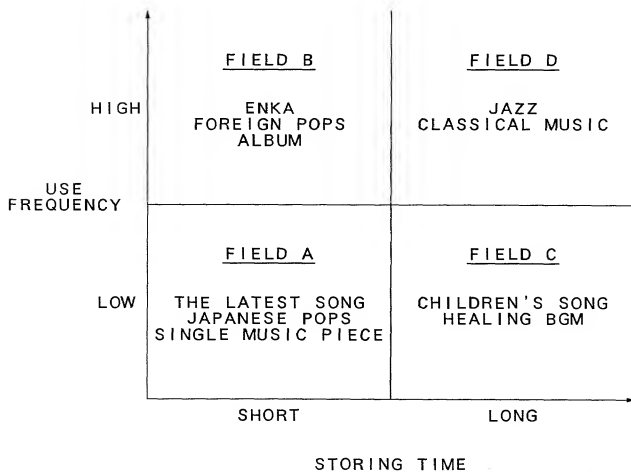 FIELD B
ENKA
FOREIGN POPS
ALBUM
FIELD D
JAZZ
CLASSICAL MUSIC
HIGH
USE
FREQUENCY
FIELD A
THE LATEST SONG
JAPANESE POPS
SINGLE MUSIC PIECE
FIELD C
CHILDREN'S SONG
HEALING BGM
LOW
SHORT
LONG
STORING TIME